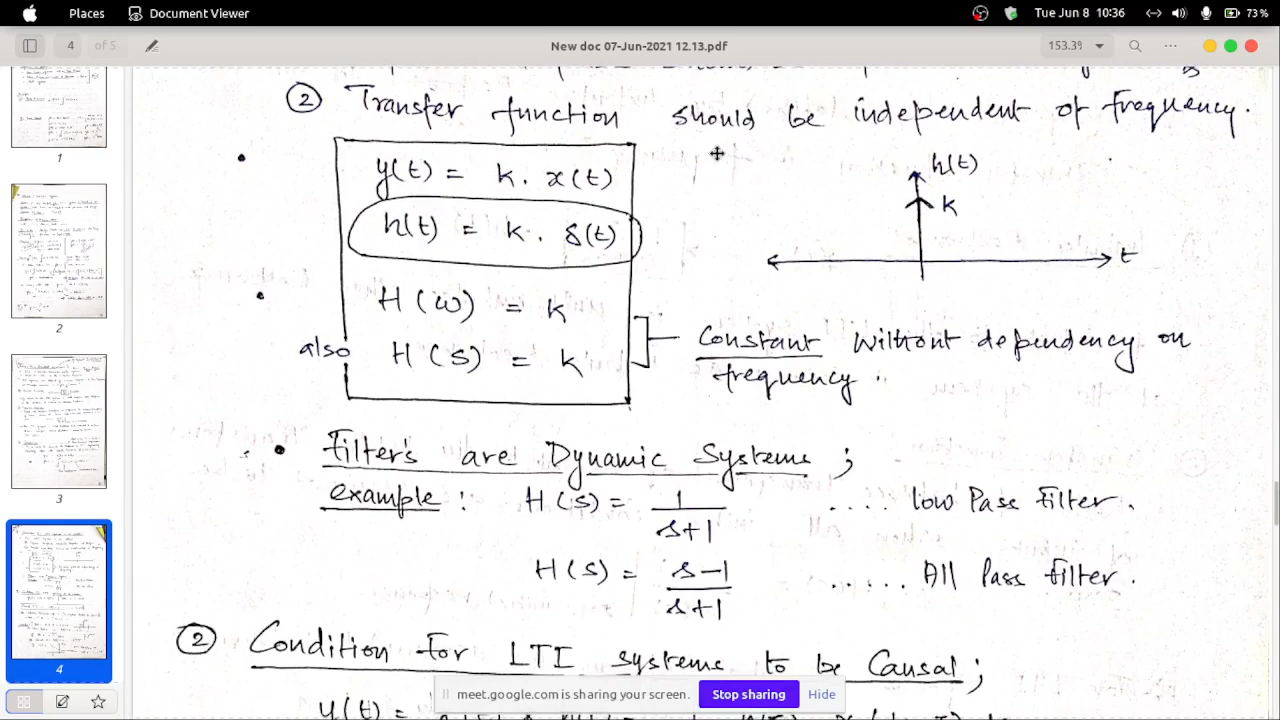 Places Document Viewer Tue Jun 8 10:36 73 %
4 of 5 New doc 07-Jun-2021 12.13.pdf 153.39
② Transfer function should be independent of frequency.
y(t) = k. x(t)
h(t) = k. δ(t)
H(ω) = k
also H(s) = k
h(t)
k
t
Constant without dependency on
frequency.
Filter's are Dynamic Systems ;
example : H(s) = 1/(s+1) .... low Pass filter.
H(s) = (s-1)/(s+1) ...... All Pass filter.
② Condition for LTI systems to be Causal ;
y(t) =
1
2
3
4
meet.google.com is sharing your screen. Stop sharing Hide